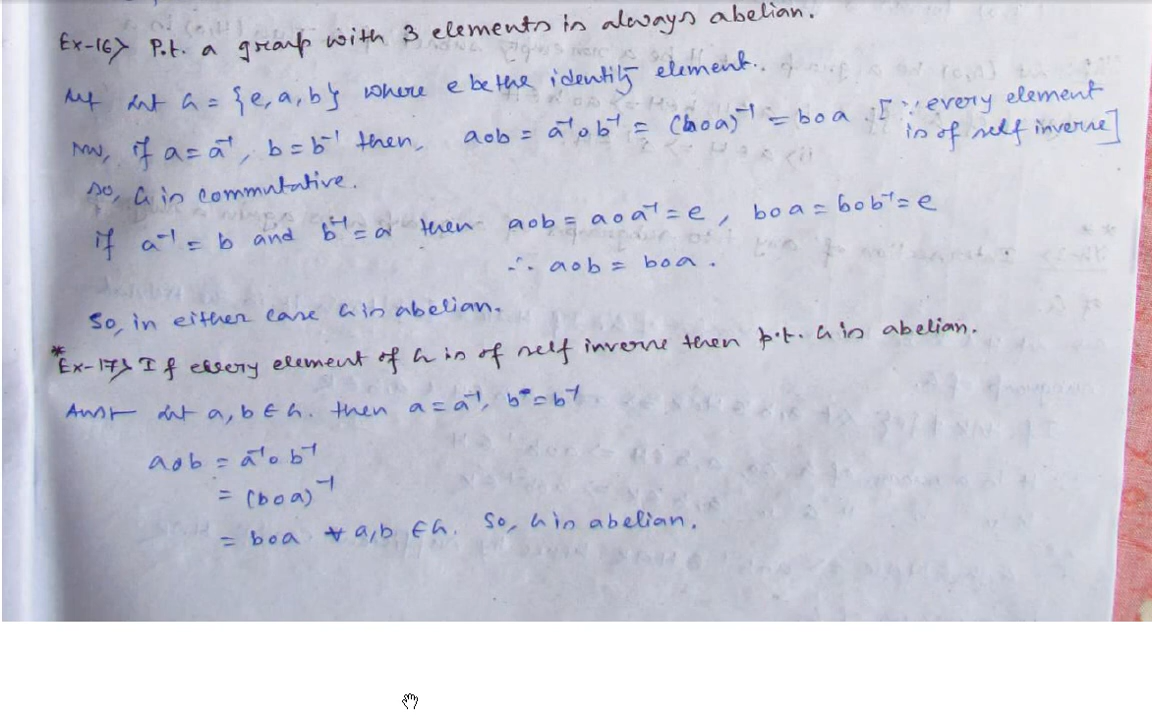 Ex-16> P.t. a group with 3 elements is always abelian.
Let G = {e, a, b} where e be the identity element.
Now, if a = a⁻¹, b = b⁻¹ then, aob = a⁻¹ob⁻¹ = (boa)⁻¹ = boa. [∵ every element is of self inverse]
So, G is commutative.
if a⁻¹ = b and b⁻¹ = a then aob = aoa⁻¹ = e, boa = bob⁻¹ = e
∴ aob = boa.
So, in either case G is abelian.
*Ex-17> If every element of G is of self inverse then p.t. G is abelian.
Ans:- Let a, b ∈ G. then a = a⁻¹, b = b⁻¹
aob = a⁻¹ob⁻¹
= (boa)⁻¹
= boa ∀ a,b ∈ G. So, G is abelian.